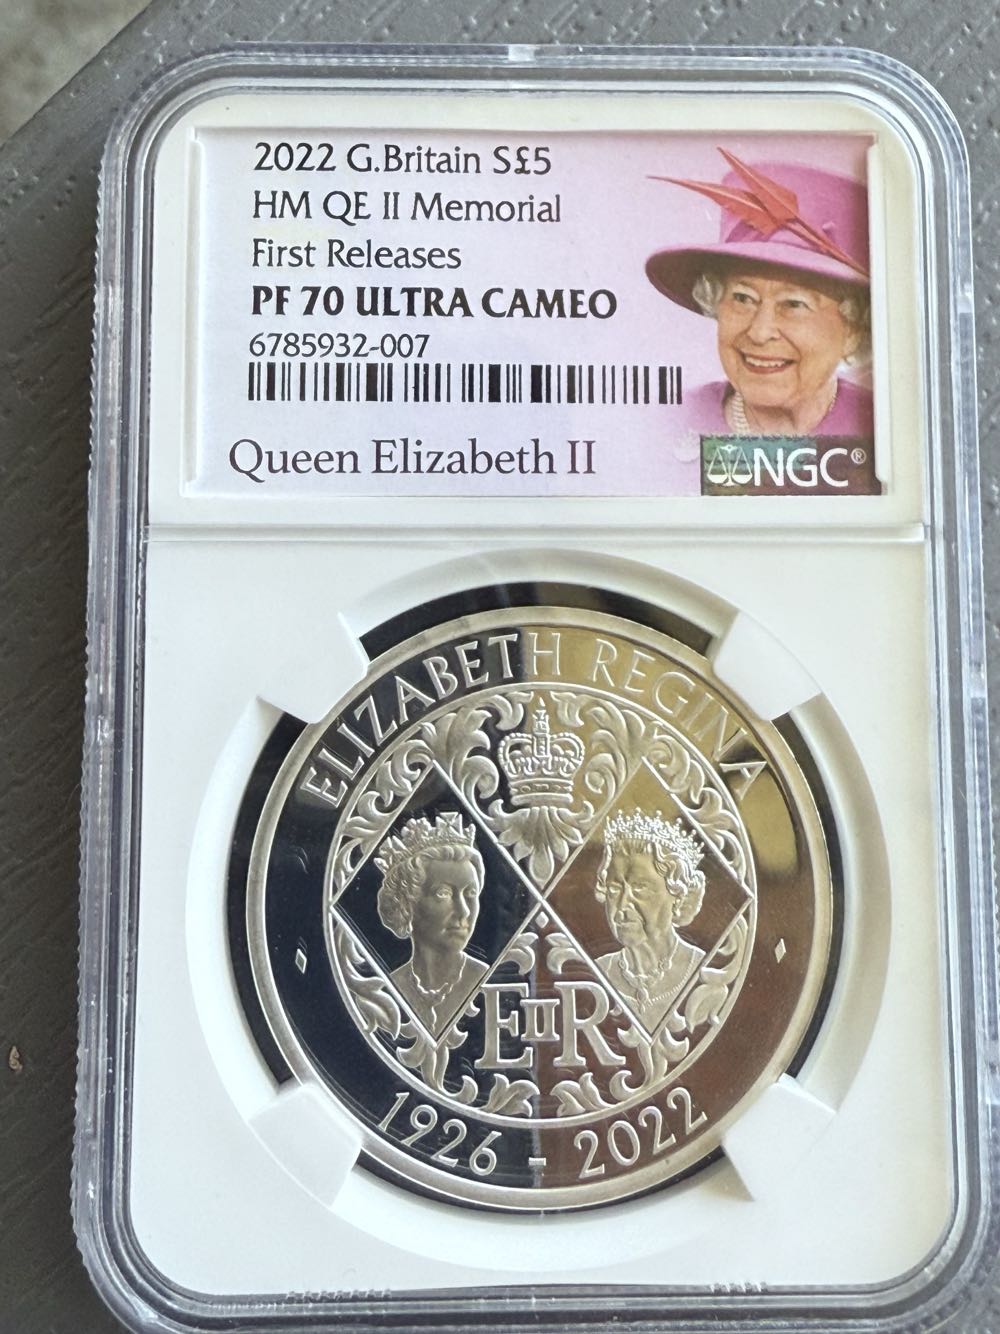 2022 G.Britain S£5
HM QE II Memorial
First Releases
PF 70 ULTRA CAMEO
6785932-007
Queen Elizabeth II
NGC®
ELIZABETH REGINA
EIIR
1926 - 2022